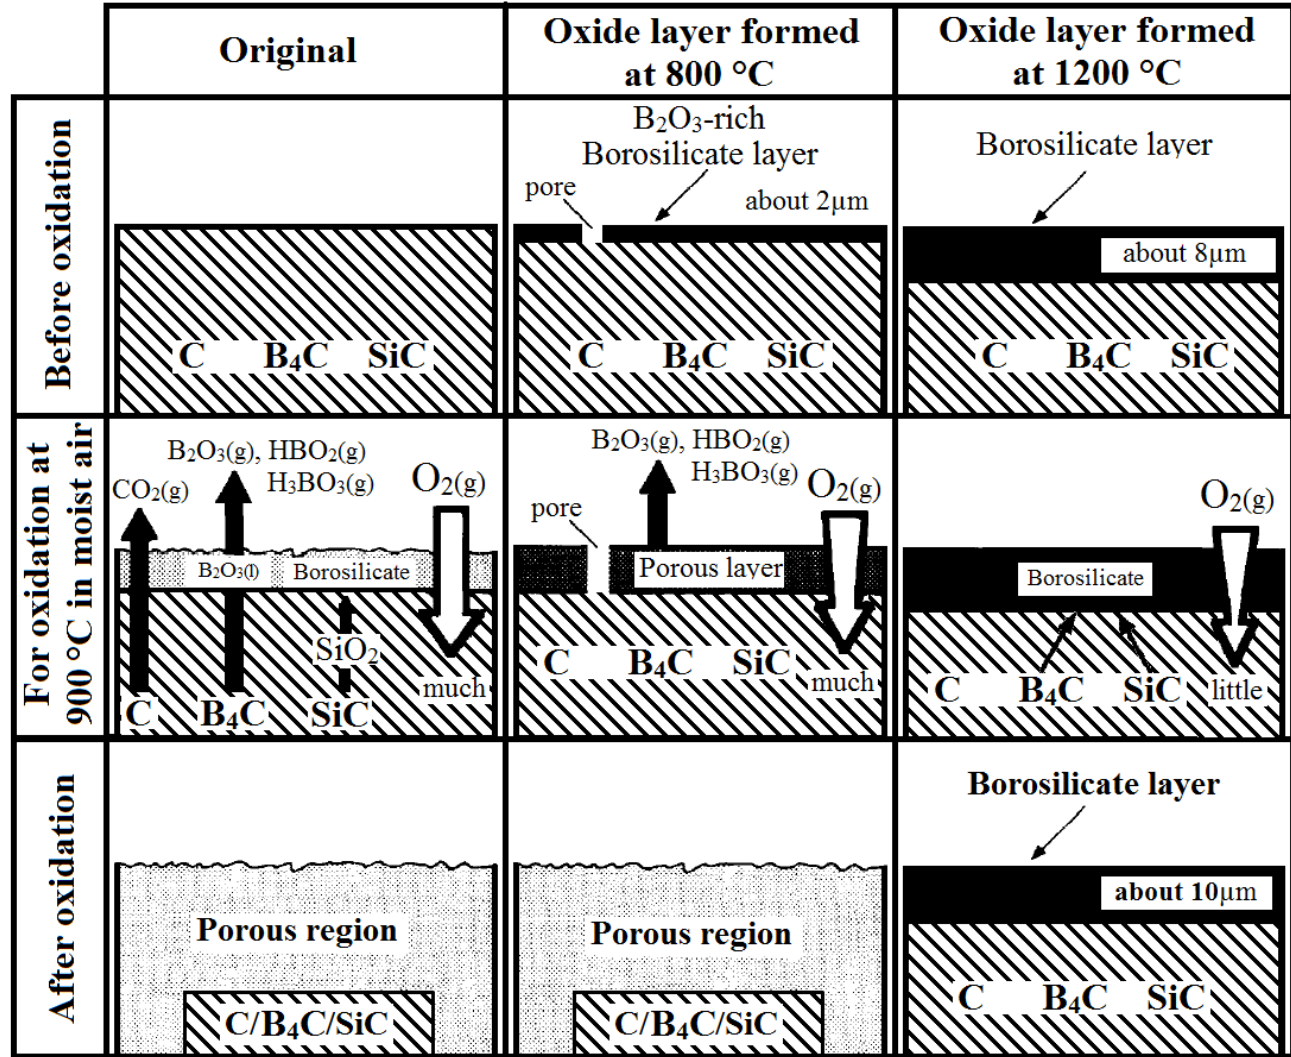 Original
Oxide layer formed
at 800 °C
Oxide layer formed
at 1200 °C
Before oxidation
C B₄C SiC
B₂O₃-rich
Borosilicate layer
pore
about 2µm
C B₄C SiC
Borosilicate layer
about 8µm
C B₄C SiC
For oxidation at
900 °C in moist air
B₂O₃(g), HBO₂(g)
H₃BO₃(g)
CO₂(g)
O₂(g)
B₂O₃(l)
Borosilicate
SiO₂
much
C B₄C SiC
B₂O₃(g), HBO₂(g)
H₃BO₃(g)
O₂(g)
pore
Porous layer
C B₄C SiC
much
O₂(g)
Borosilicate
C B₄C SiC
little
After oxidation
Porous region
C/B₄C/SiC
Porous region
C/B₄C/SiC
Borosilicate layer
about 10µm
C B₄C SiC